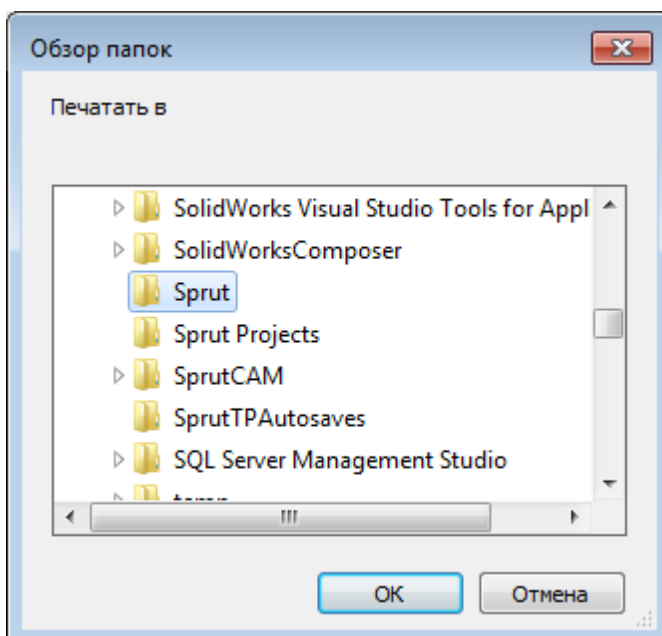 Обзор папок
Печатать в
SolidWorks Visual Studio Tools for Appl
SolidWorksComposer
Sprut
Sprut Projects
SprutCAM
SprutTPAutosaves
SQL Server Management Studio
ОК
Отмена